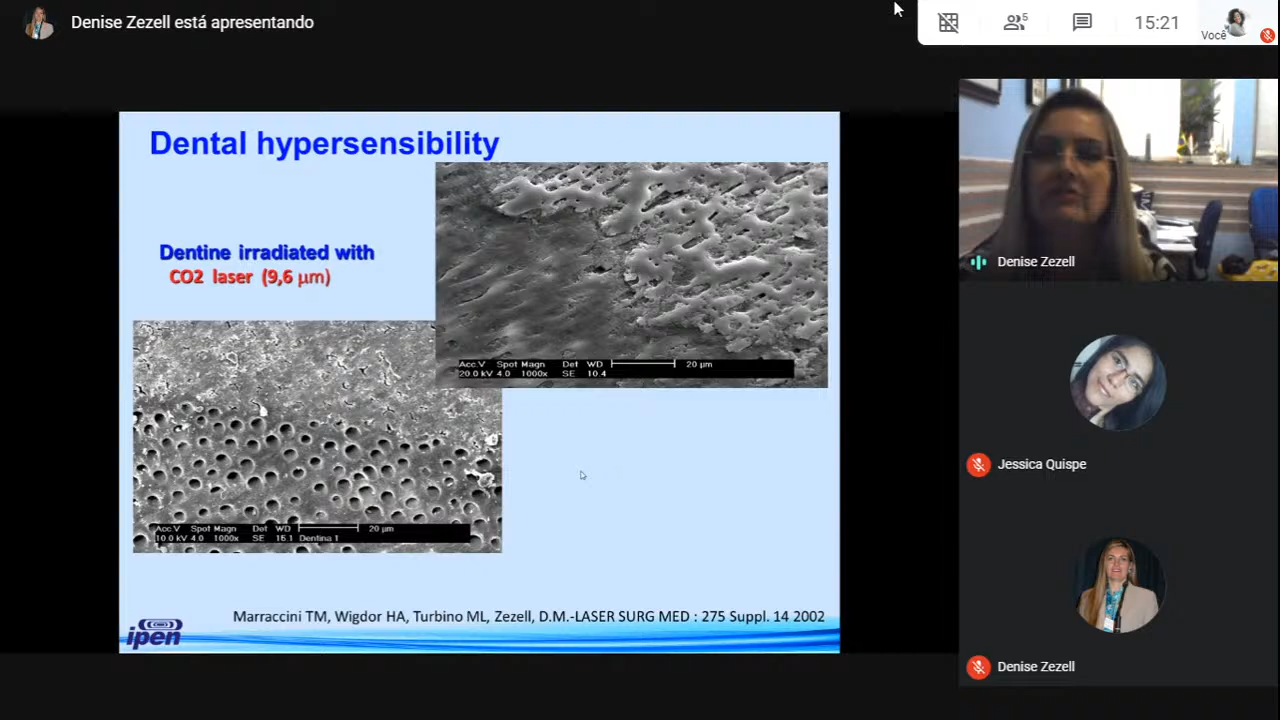 Denise Zezell está apresentando
5
15:21
Você
Dental hypersensibility
Dentine irradiated with
CO2 laser (9,6 µm)
Acc.V Spot Magn Det WD 20 µm
20.0 kV 4.0 1000x SE 10.4
Acc.V Spot Magn Det WD 20 µm
10.0 kV 4.0 1000x SE 15.1 Dentina 1
Marraccini TM, Wigdor HA, Turbino ML, Zezell, D.M.-LASER SURG MED : 275 Suppl. 14 2002
ipen
Denise Zezell
Jessica Quispe
Denise Zezell